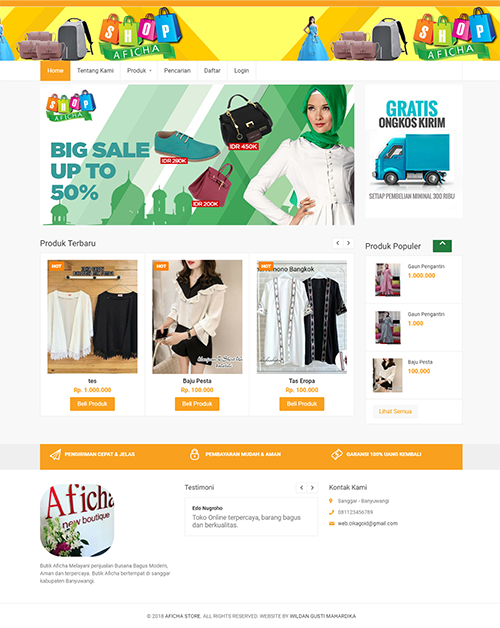 SHOP
AFICHA
SHOP
AFICHA
Home
Tentang Kami
Produk
Pencarian
Daftar
Login
SHOP
AFICHA
BIG SALE
UP TO
50%
IDR 280K
IDR 450K
IDR 200K
GRATIS
ONGKOS KIRIM
SETIAP PEMBELIAN MINIMAL 300 RIBU
Produk Terbaru
HOT
tes
Rp. 1.000.000
Beli Produk
HOT
Baju Pesta
Rp. 100.000
Beli Produk
HOT
Bangkok
Tas Eropa
Rp. 100.000
Beli Produk
Produk Populer
Gaun Pengantin
1.000.000
Gaun Pengantin
1.000
Baju Pesta
100.000
Lihat Semua
PENGIRIMAN CEPAT & JELAS
PEMBAYARAN MUDAH & AMAN
GARANSI 100% UANG KEMBALI
Aficha
new boutique
Butik Aficha Melayani penjualan Busana Bagus Modern,
Aman dan terpercaya. Butik Aficha bertempat di sanggar
kabupaten Banyuwangi.
Testimoni
Edo Nugroho
Toko Online terpercaya, barang bagus
dan berkualitas.
Kontak Kami
Sanggar - Banyuwangi
081123456789
web.cikagoid@gmail.com
© 2018 AFICHA STORE. ALL RIGHTS RESERVED. WEBSITE BY WILDAN GUSTI MAHARDIKA